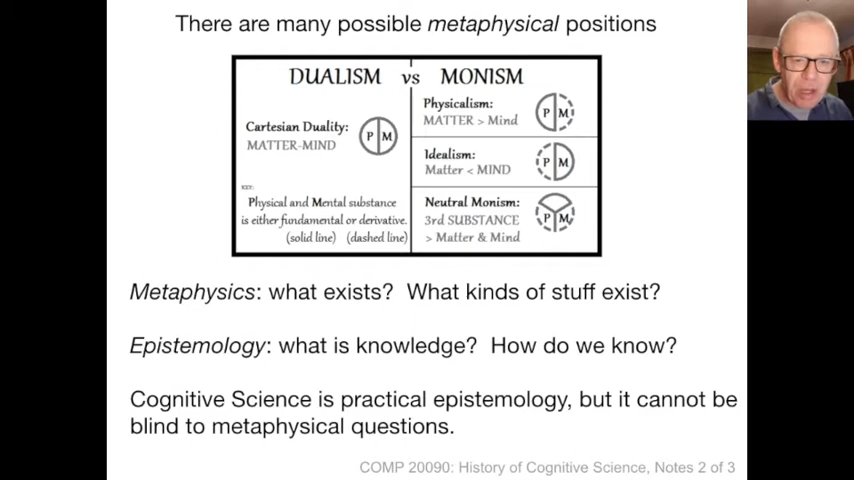 There are many possible metaphysical positions
DUALISM vs MONISM
Cartesian Duality:
MATTER-MIND
P M
KEY:
Physical and Mental substance
is either fundamental or derivative.
(solid line) (dashed line)
Physicalism:
MATTER > Mind
P M
Idealism:
Matter < MIND
P M
Neutral Monism:
3rd SUBSTANCE
> Matter & Mind
P M
Metaphysics: what exists? What kinds of stuff exist?
Epistemology: what is knowledge? How do we know?
Cognitive Science is practical epistemology, but it cannot be
blind to metaphysical questions.
COMP 20090: History of Cognitive Science, Notes 2 of 3